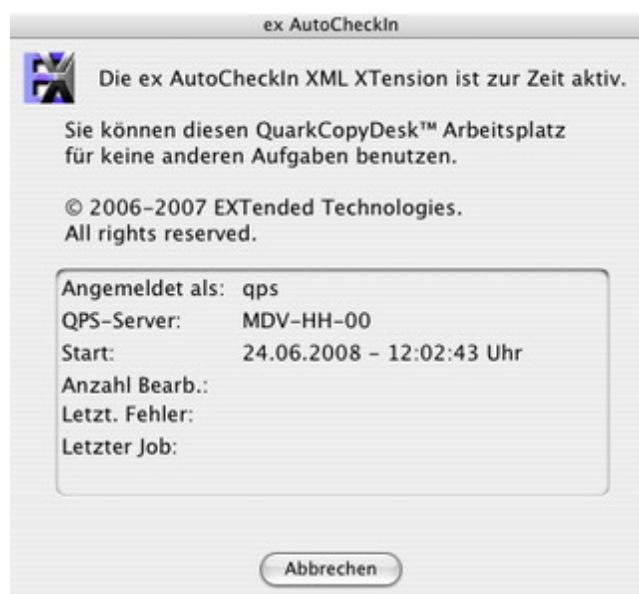 ex AutoCheckIn
Die ex AutoCheckIn XML XTension ist zur Zeit aktiv.
Sie können diesen QuarkCopyDesk™ Arbeitsplatz
für keine anderen Aufgaben benutzen.
© 2006–2007 EXTended Technologies.
All rights reserved.
Angemeldet als: qps
QPS–Server: MDV–HH–00
Start: 24.06.2008 – 12:02:43 Uhr
Anzahl Bearb.:
Letzt. Fehler:
Letzter Job:
Abbrechen